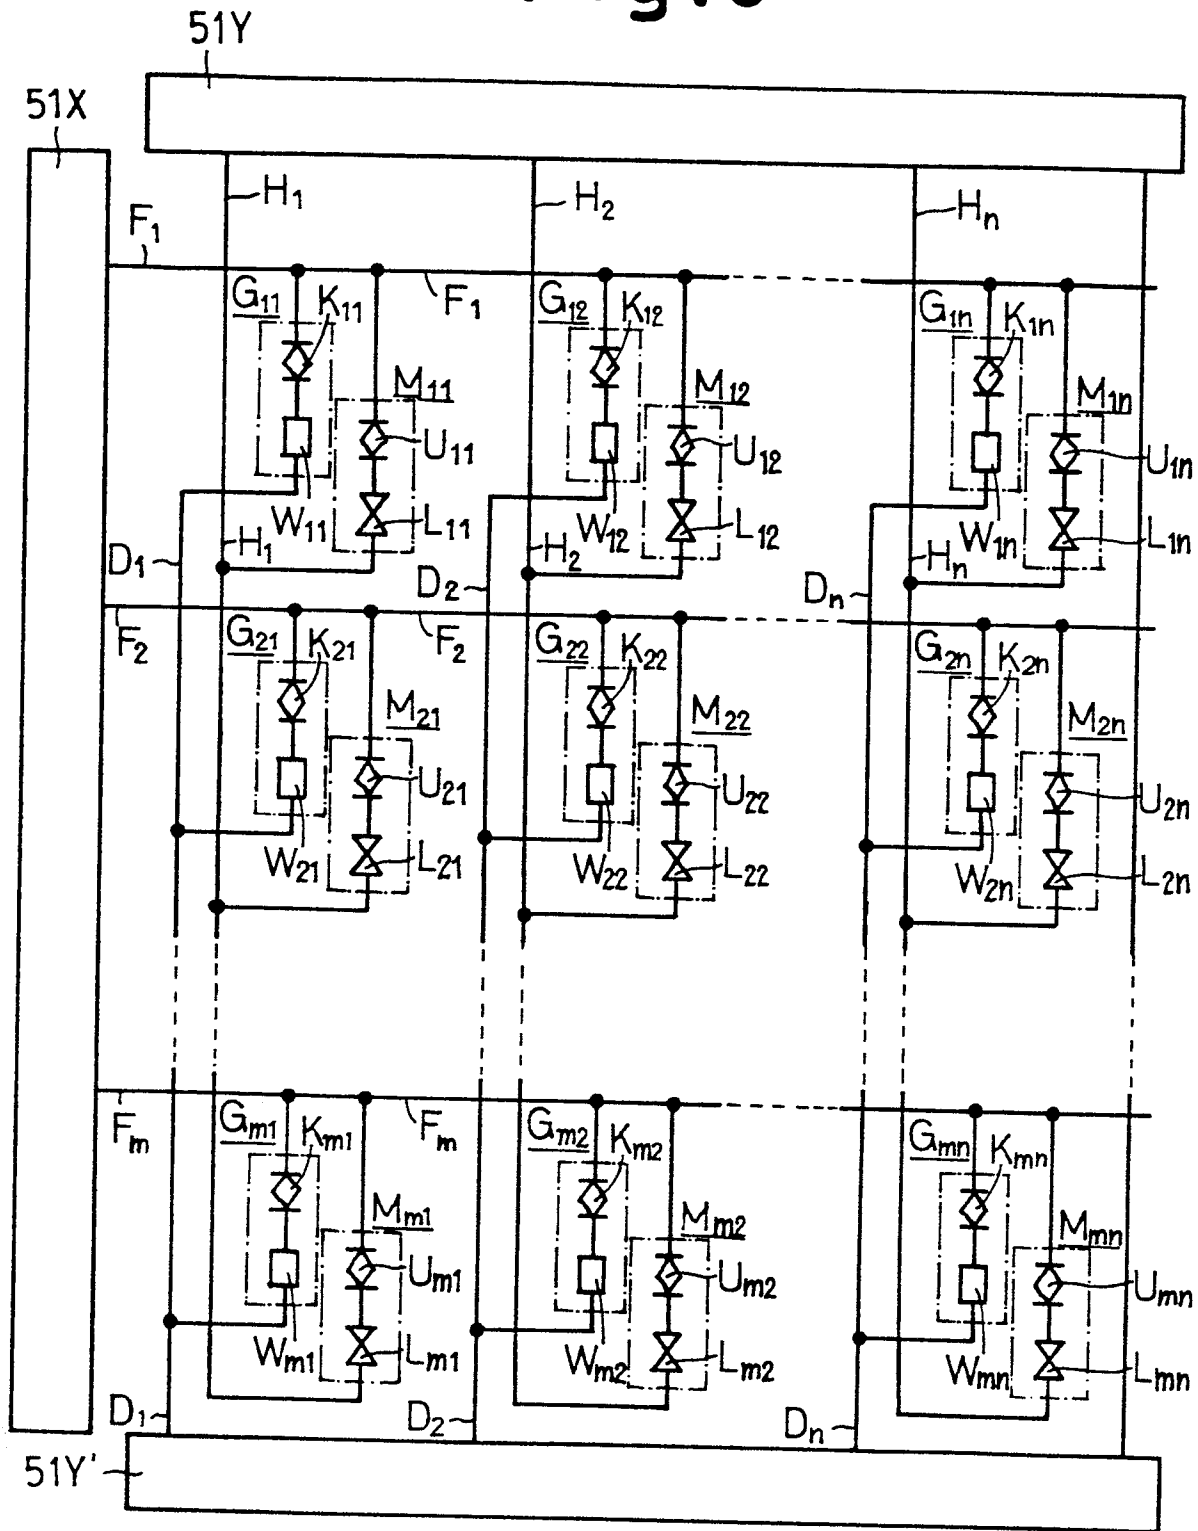 51Y
51X
H1 H2 Hn
F1
G11 K11 F1 G12 K12 G1n K1n
M11 M12 M1n
U11 U12 U1n
W11 L11 W12 L12 W1n L1n
D1 H1 D2 H2 Dn Hn
F2 G21 K21 F2 G22 K22 G2n K2n
M21 M22 M2n
U21 U22 U2n
W21 L21 W22 L22 W2n L2n
Fm Gm1 Km1 Fm Gm2 Km2 Gmn Kmn
Mm1 Mm2 Mmn
Um1 Um2 Umn
Wm1 Lm1 Wm2 Lm2 Wmn Lmn
D1 D2 Dn
51Y'